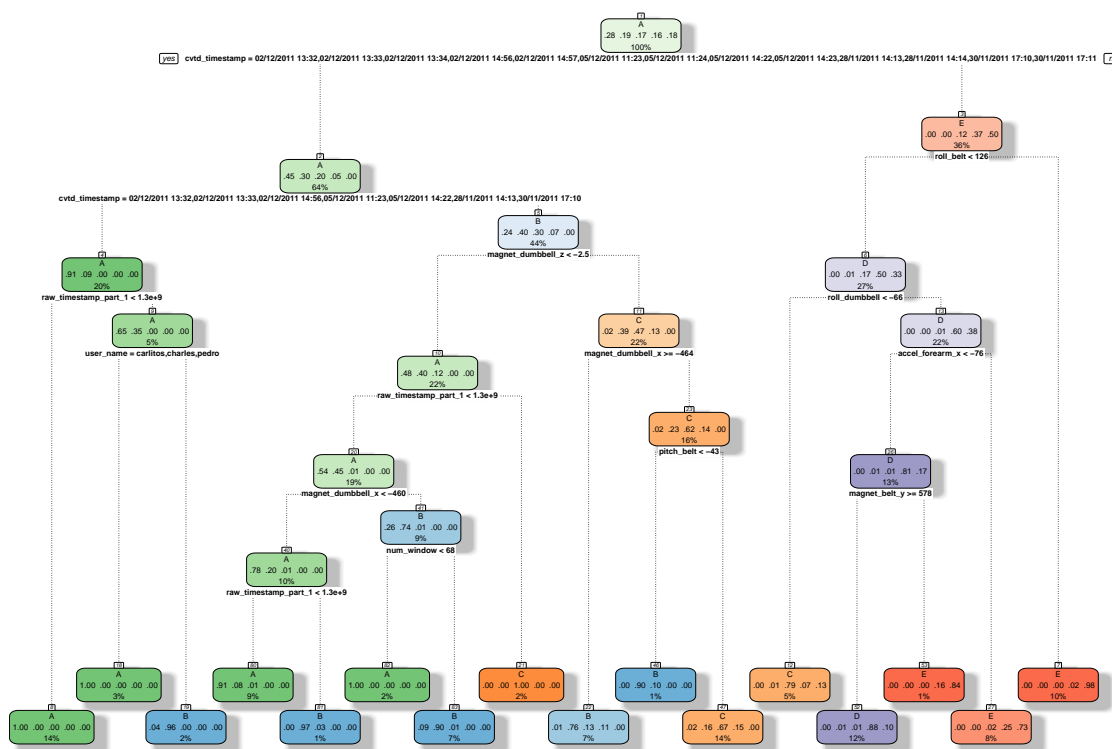 1
A
.28 .19 .17 .16 .18
100%
yes cvtd_timestamp = 02/12/2011 13:32,02/12/2011 13:33,02/12/2011 13:34,02/12/2011 14:56,02/12/2011 14:57,05/12/2011 11:23,05/12/2011 11:24,05/12/2011 14:22,05/12/2011 14:23,28/11/2011 14:13,28/11/2011 14:14,30/11/2011 17:10,30/11/2011 17:11
3
E
.00 .00 .12 .37 .50
36%
roll_belt < 126
2
A
.45 .30 .20 .05 .00
64%
cvtd_timestamp = 02/12/2011 13:32,02/12/2011 13:33,02/12/2011 14:56,05/12/2011 11:23,05/12/2011 14:22,28/11/2011 14:13,30/11/2011 17:10
5
B
.24 .40 .30 .07 .00
44%
magnet_dumbbell_z < −2.5
4
A
.91 .09 .00 .00 .00
20%
raw_timestamp_part_1 < 1.3e+9
6
D
.00 .01 .17 .50 .33
27%
roll_dumbbell < −66
9
A
.65 .35 .00 .00 .00
5%
user_name = carlitos,charles,pedro
11
C
.02 .39 .47 .13 .00
22%
magnet_dumbbell_x >= −464
13
D
.00 .00 .01 .60 .38
22%
accel_forearm_x < −76
10
A
.48 .40 .12 .00 .00
22%
raw_timestamp_part_1 < 1.3e+9
23
C
.02 .23 .62 .14 .00
16%
pitch_belt < −43
20
A
.54 .45 .01 .00 .00
19%
magnet_dumbbell_x < −460
26
D
.00 .01 .01 .81 .17
13%
magnet_belt_y >= 578
41
B
.26 .74 .01 .00 .00
9%
num_window < 68
40
A
.78 .20 .01 .00 .00
10%
raw_timestamp_part_1 < 1.3e+9
18
A
1.00 .00 .00 .00 .00
3%
80
A
.91 .08 .01 .00 .00
9%
82
A
1.00 .00 .00 .00 .00
2%
21
C
.00 .00 1.00 .00 .00
2%
46
B
.00 .90 .10 .00 .00
1%
12
C
.00 .01 .79 .07 .13
5%
53
E
.00 .00 .00 .16 .84
1%
7
E
.00 .00 .00 .02 .98
10%
8
A
1.00 .00 .00 .00 .00
14%
19
B
.04 .96 .00 .00 .00
2%
81
B
.00 .97 .03 .00 .00
1%
83
B
.09 .90 .01 .00 .00
7%
22
B
.01 .76 .13 .11 .00
7%
47
C
.02 .16 .67 .15 .00
14%
52
D
.00 .01 .01 .88 .10
12%
27
E
.00 .00 .02 .25 .73
8%